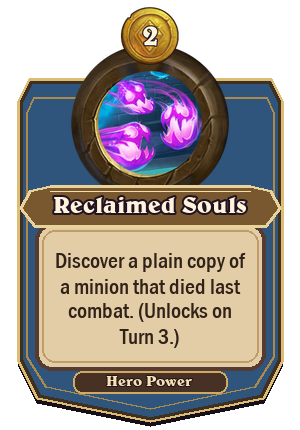 2
Reclaimed Souls
Discover a plain copy of
a minion that died last
combat. (Unlocks on
Turn 3.)
Hero Power